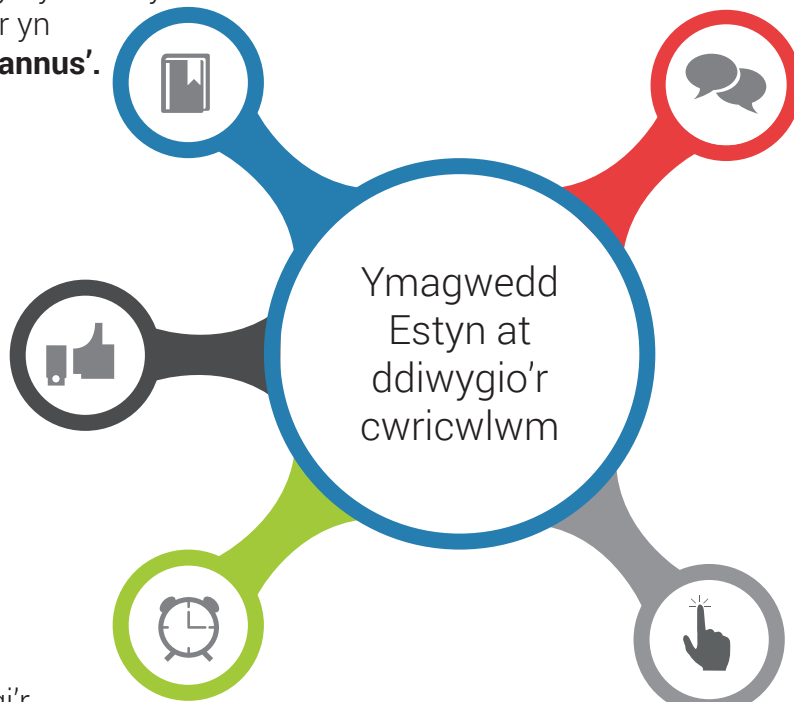 r yn
annus’.
Ymagwedd
Estyn at
ddiwygio’r
cwricwlwm